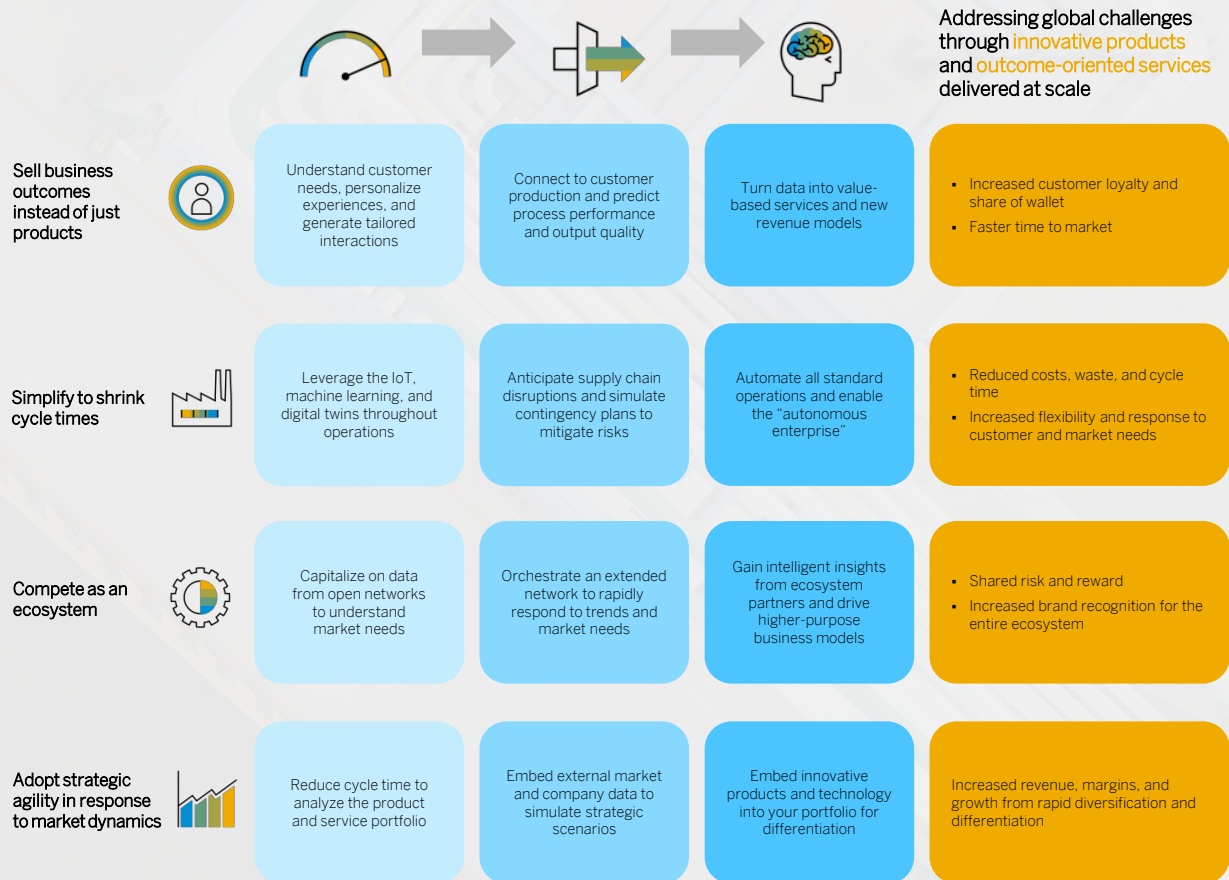 Addressing global challenges
through innovative products
and outcome-oriented services
delivered at scale
Sell business
outcomes
instead of just
products
Understand customer
needs, personalize
experiences, and
generate tailored
interactions
Connect to customer
production and predict
process performance
and output quality
Turn data into value-
based services and new
revenue models
▪ Increased customer loyalty and
share of wallet
▪ Faster time to market
Simplify to shrink
cycle times
Leverage the IoT,
machine learning, and
digital twins throughout
operations
Anticipate supply chain
disruptions and simulate
contingency plans to
mitigate risks
Automate all standard
operations and enable
the “autonomous
enterprise”
▪ Reduced costs, waste, and cycle
time
▪ Increased flexibility and response to
customer and market needs
Compete as an
ecosystem
Capitalize on data
from open networks
to understand
market needs
Orchestrate an extended
network to rapidly
respond to trends and
market needs
Gain intelligent insights
from ecosystem
partners and drive
higher-purpose
business models
▪ Shared risk and reward
▪ Increased brand recognition for the
entire ecosystem
Adopt strategic
agility in response
to market dynamics
Reduce cycle time to
analyze the product
and service portfolio
Embed external market
and company data to
simulate strategic
scenarios
Embed innovative
products and technology
into your portfolio for
differentiation
Increased revenue, margins, and
growth from rapid diversification and
differentiation